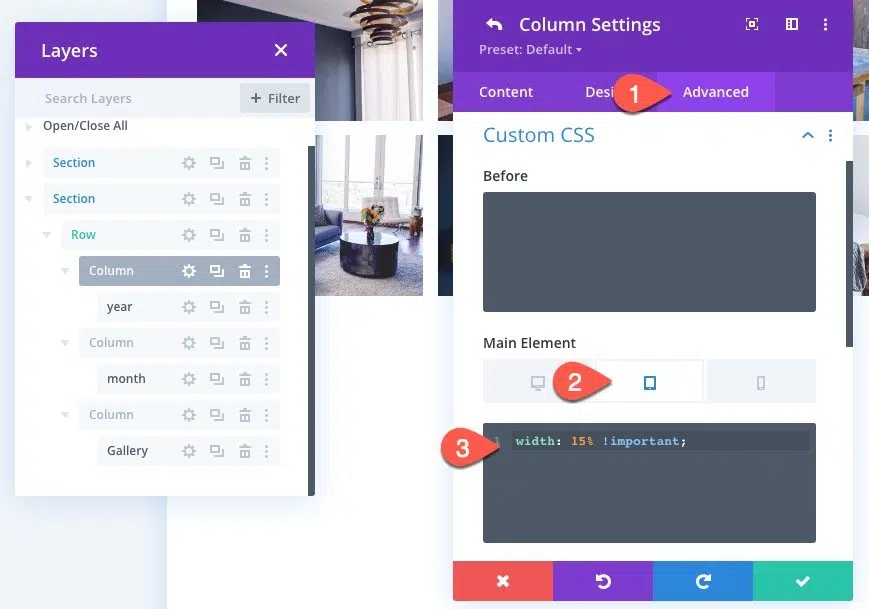 Layers
Search Layers
+ Filter
Open/Close All
Section
Section
Row
Column
year
Column
month
Column
Gallery
Column Settings
Preset: Default
Content
Desi
1
Advanced
Custom CSS
Before
Main Element
2
3
1 width: 15% !important;